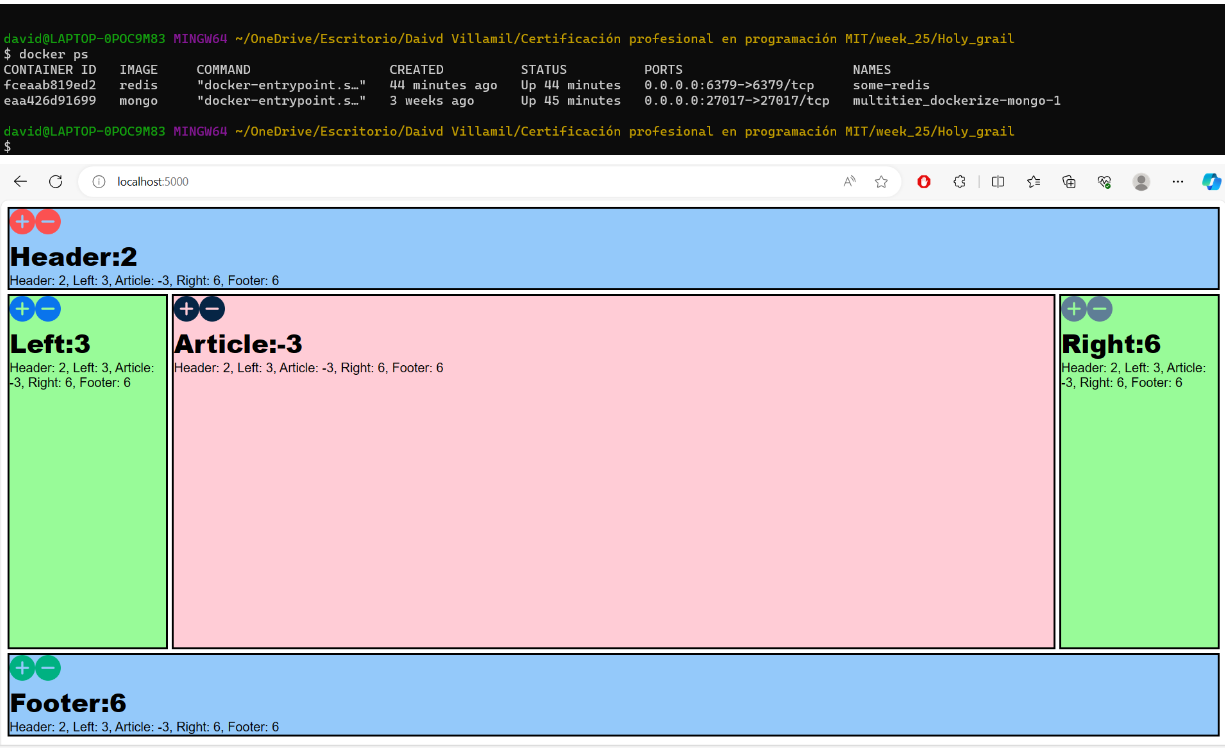 david@LAPTOP-0POC9M83 MINGW64 ~/OneDrive/Escritorio/Daivd Villamil/Certificación profesional en programación MIT/week_25/Holy_grail
$ docker ps
CONTAINER ID   IMAGE     COMMAND                  CREATED          STATUS          PORTS                      NAMES
fceaab819ed2   redis     "docker-entrypoint.s…"   44 minutes ago   Up 44 minutes   0.0.0.0:6379->6379/tcp     some-redis
eaa426d91699   mongo     "docker-entrypoint.s…"   3 weeks ago      Up 45 minutes   0.0.0.0:27017->27017/tcp   multitier_dockerize-mongo-1
david@LAPTOP-0POC9M83 MINGW64 ~/OneDrive/Escritorio/Daivd Villamil/Certificación profesional en programación MIT/week_25/Holy_grail
$
localhost:5000
Header:2
Header: 2, Left: 3, Article: -3, Right: 6, Footer: 6
Left:3
Header: 2, Left: 3, Article:
-3, Right: 6, Footer: 6
Article:-3
Header: 2, Left: 3, Article: -3, Right: 6, Footer: 6
Right:6
Header: 2, Left: 3, Article:
-3, Right: 6, Footer: 6
Footer:6
Header: 2, Left: 3, Article: -3, Right: 6, Footer: 6